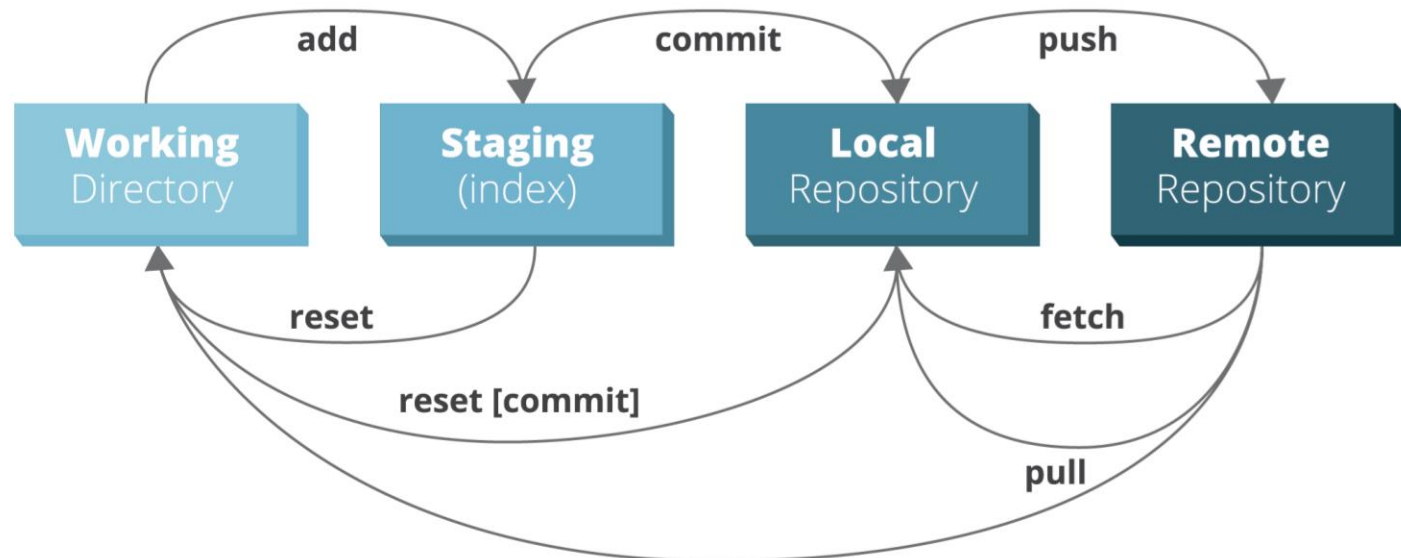 add
commit
push
Working
Directory
Staging
(index)
Local
Repository
Remote
Repository
reset
fetch
reset [commit]
pull